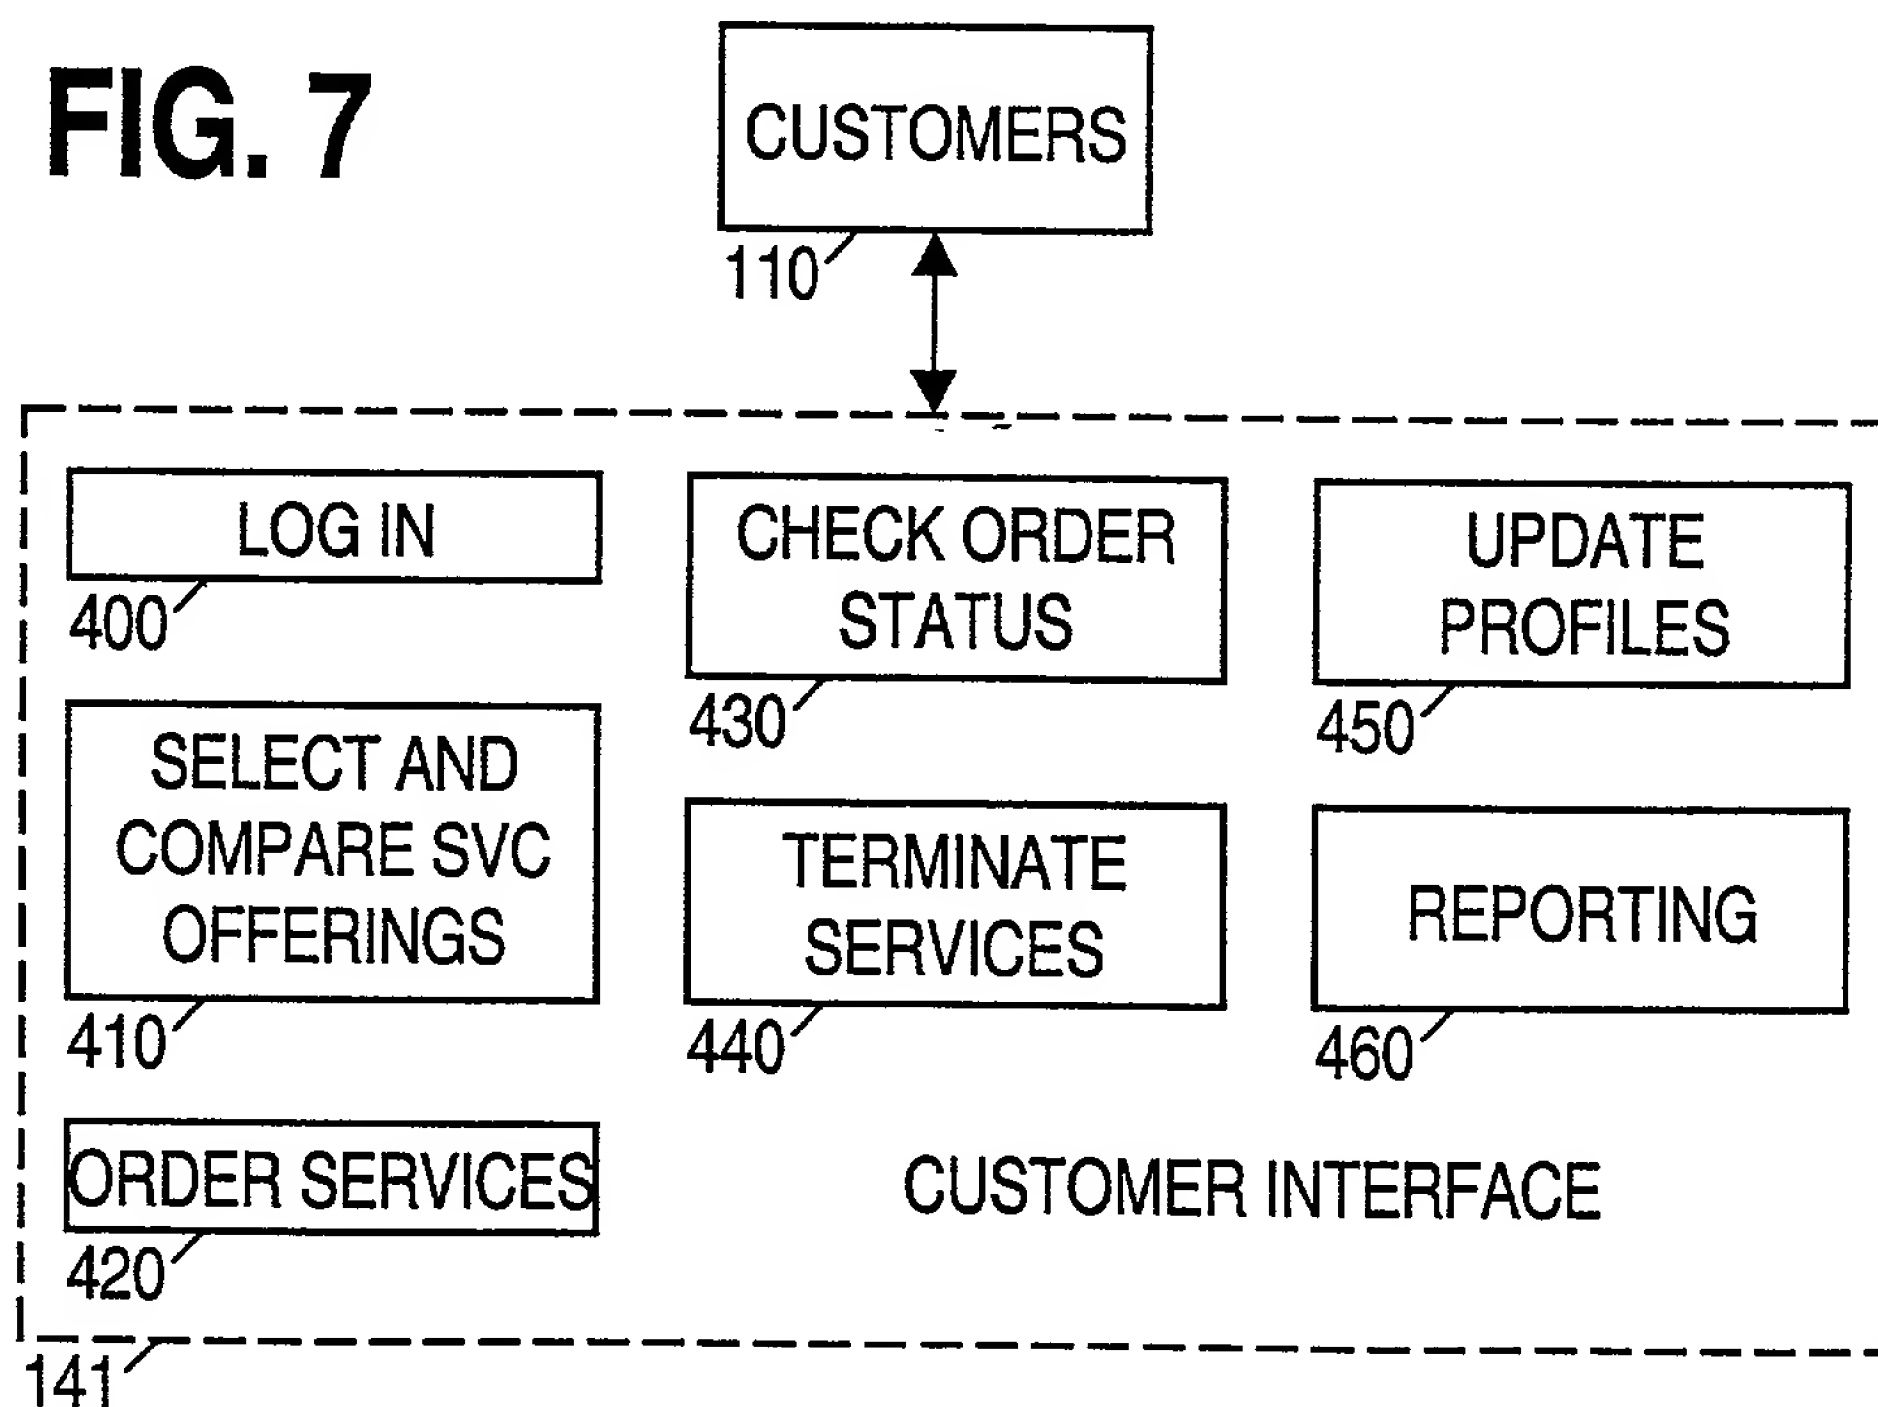 FIG. 7
CUSTOMERS
110
LOG IN
400
SELECT AND
COMPARE SVC
OFFERINGS
410
ORDER SERVICES
420
CHECK ORDER
STATUS
430
TERMINATE
SERVICES
440
UPDATE
PROFILES
450
REPORTING
460
CUSTOMER INTERFACE
141